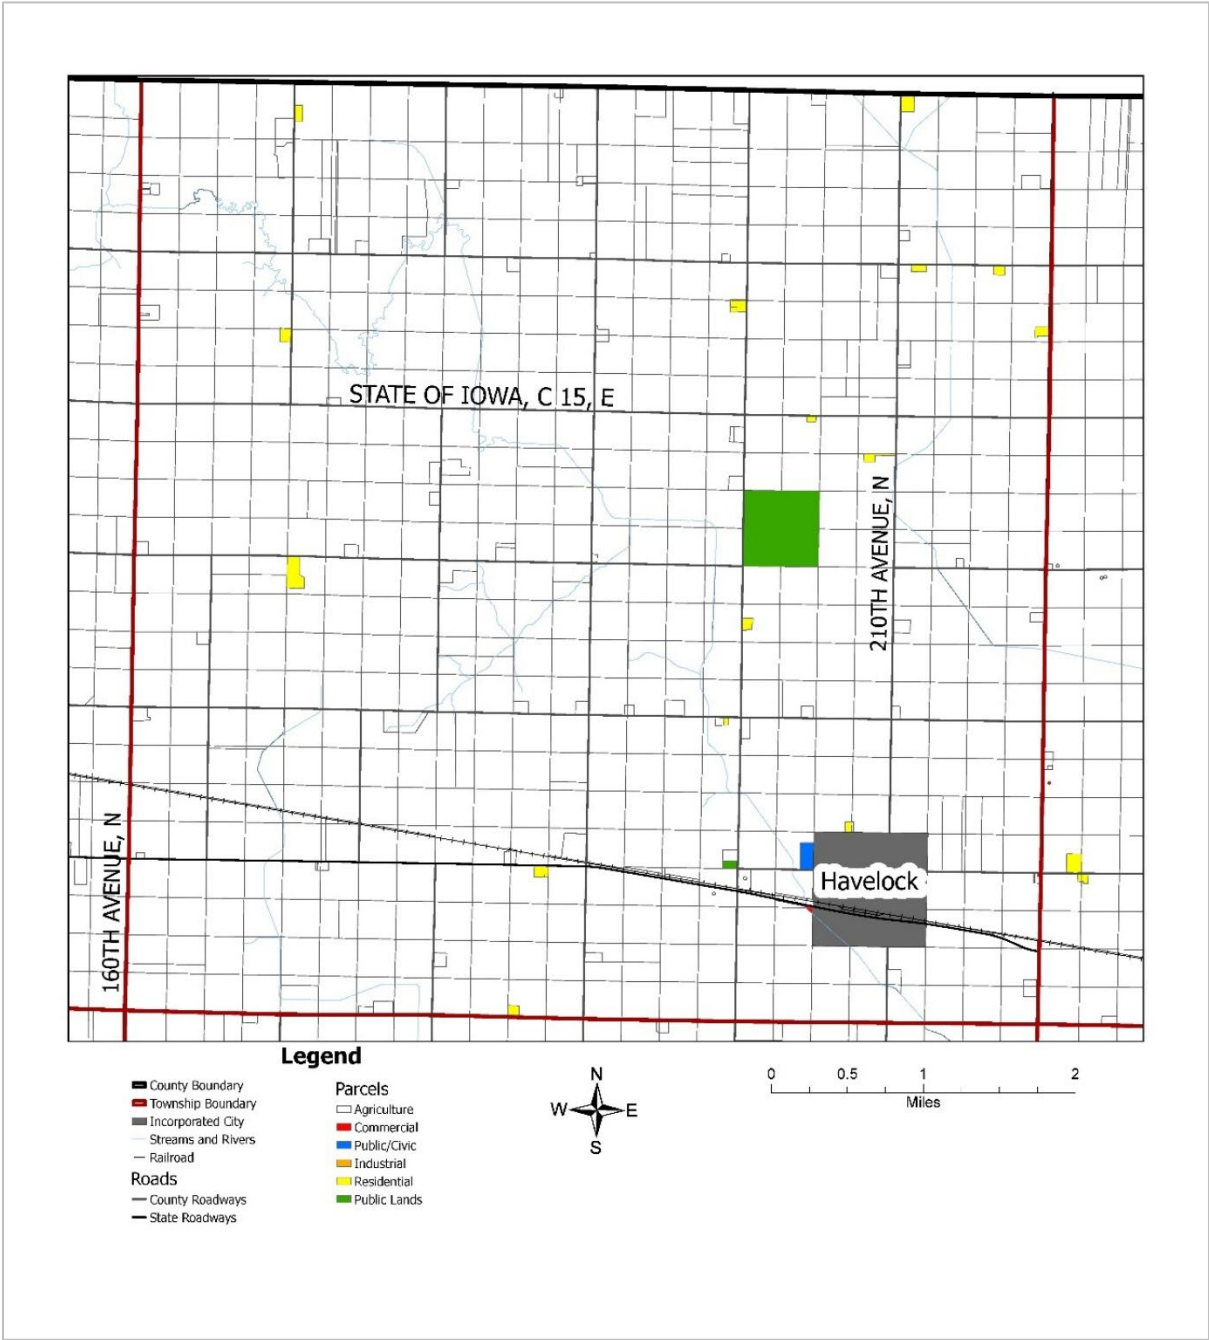 STATE OF IOWA, C 15, E
210TH AVENUE, N
160TH AVENUE, N
Havelock
Legend
County Boundary
Township Boundary
Incorporated City
Streams and Rivers
Railroad
Roads
County Roadways
State Roadways
Parcels
Agriculture
Commercial
Public/Civic
Industrial
Residential
Public Lands
N
W E
S
0 0.5 1 2
Miles